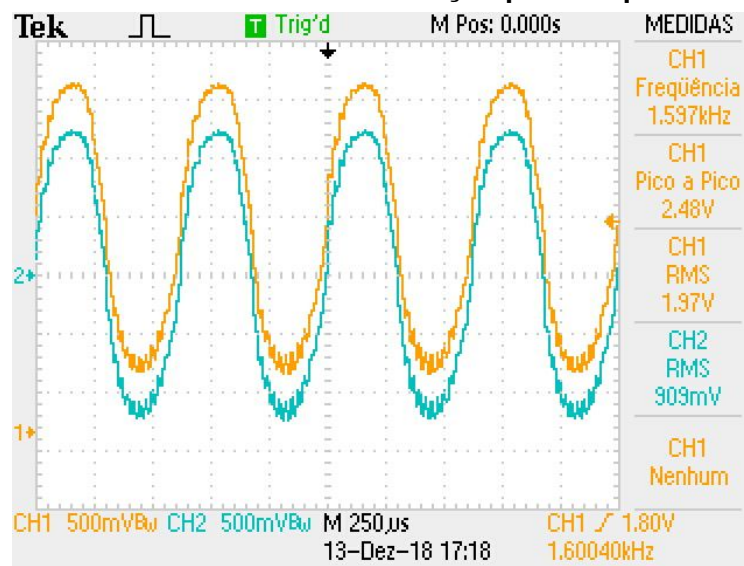 Tek T Trig'd M Pos: 0.000s MEDIDAS
CH1
Freqüência
1.597kHz
CH1
Pico a Pico
2.48V
CH1
RMS
1.97V
CH2
RMS
909mV
CH1
Nenhum
2
1
CH1 500mVBw CH2 500mVBw M 250µs CH1 1.80V
13-Dez-18 17:18 1.60040kHz